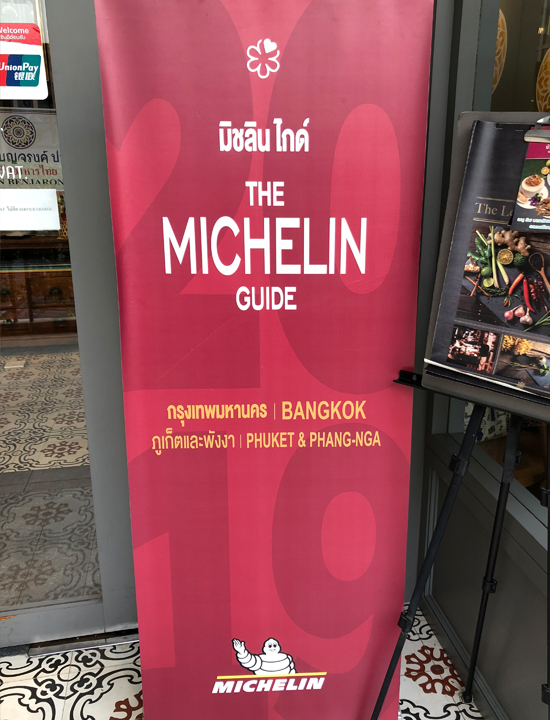 Welcome
UnionPay
银联
มิชลิน ไกด์
THE
MICHELIN
GUIDE
2019
กรุงเทพมหานคร | BANGKOK
ภูเก็ตและพังงา | PHUKET & PHANG-NGA
MICHELIN
The